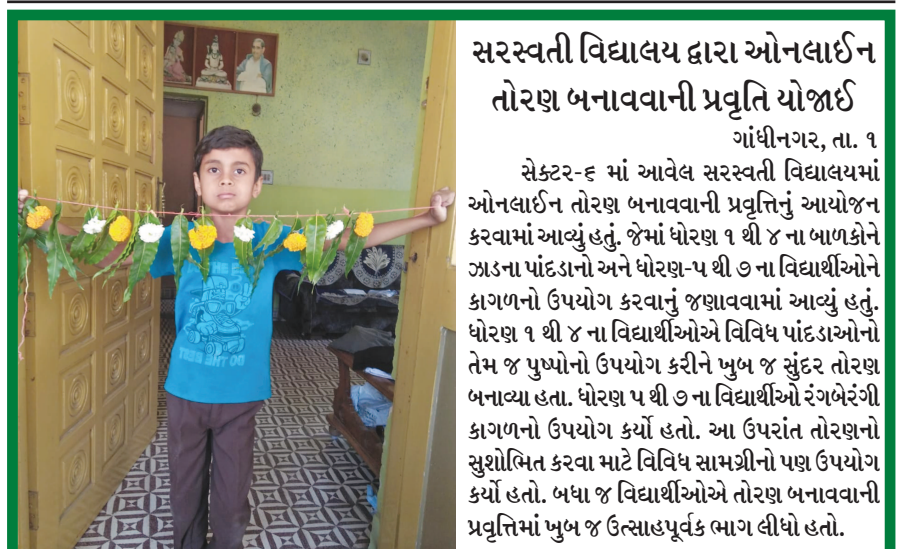 સરસ્વતી વિદ્યાલય દ્વારા ઓનલાઈન
તોરણ બનાવવાની પ્રવૃતિ યોજાઈ
ગાંધીનગર, તા. ૧
સેક્ટર-૬ માં આવેલ સરસ્વતી વિદ્યાલયમાં
ઓનલાઈન તોરણ બનાવવાની પ્રવૃત્તિનું આયોજન
કરવામાં આવ્યું હતું. જેમાં ધોરણ ૧ થી ૪ ના બાળકોને
ઝાડના પાંદડાનો અને ધોરણ-૫ થી ૭ ના વિદ્યાર્થીઓને
કાગળનો ઉપયોગ કરવાનું જણાવવામાં આવ્યું હતું.
ધોરણ ૧ થી ૪ ના વિદ્યાર્થીઓએ વિવિધ પાંદડાઓનો
તેમ જ પુષ્પોનો ઉપયોગ કરીને ખુબ જ સુંદર તોરણ
બનાવ્યા હતા. ધોરણ ૫ થી ૭ ના વિદ્યાર્થીઓ રંગબેરંગી
કાગળનો ઉપયોગ કર્યો હતો. આ ઉપરાંત તોરણનો
સુશોભિત કરવા માટે વિવિધ સામગ્રીનો પણ ઉપયોગ
કર્યો હતો. બધા જ વિદ્યાર્થીઓએ તોરણ બનાવવાની
પ્રવૃત્તિમાં ખુબ જ ઉત્સાહપૂર્વક ભાગ લીધો હતો.